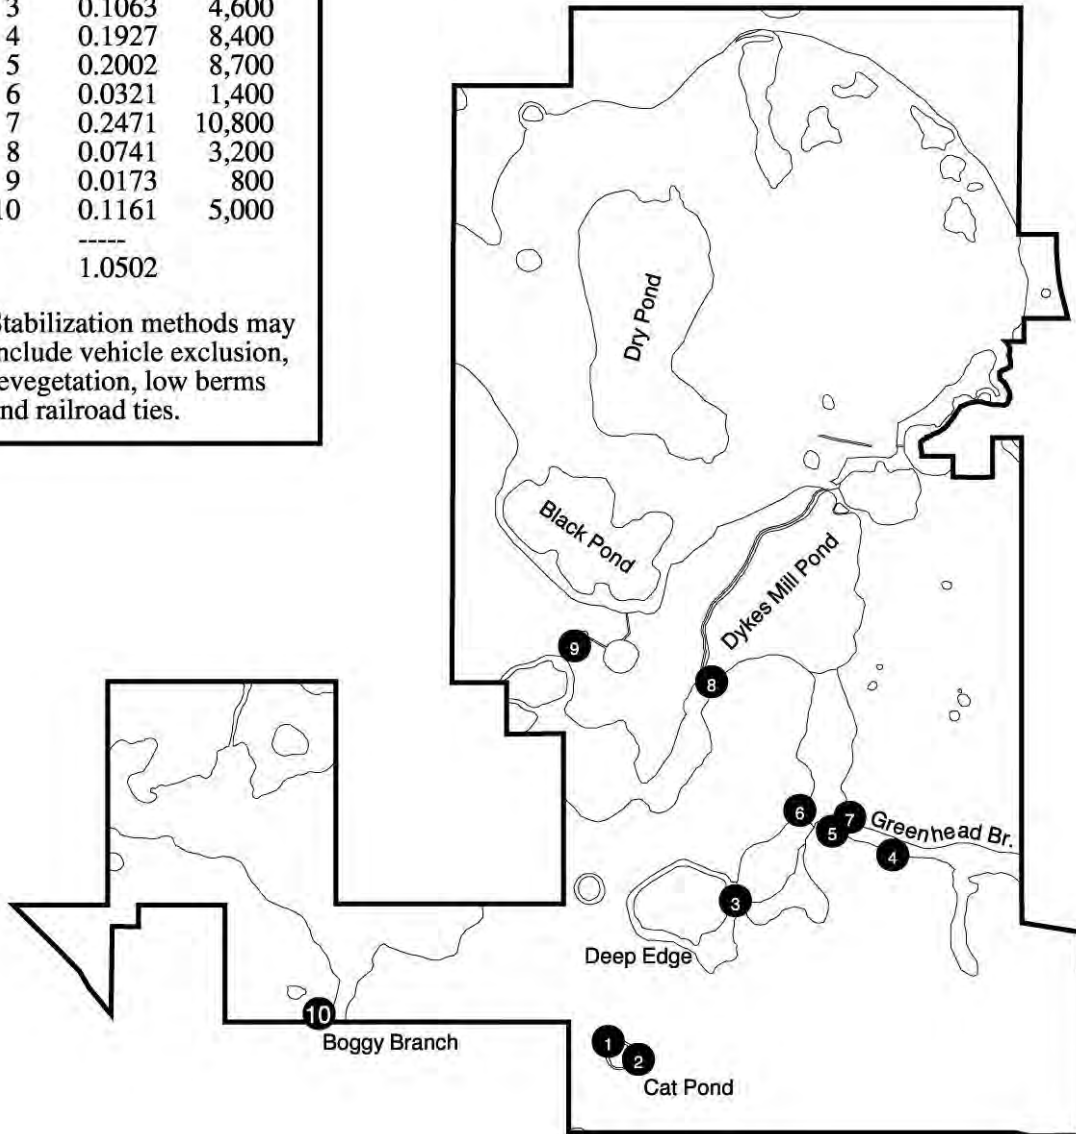 3 0.1063 4,600
4 0.1927 8,400
5 0.2002 8,700
6 0.0321 1,400
7 0.2471 10,800
8 0.0741 3,200
9 0.0173 800
10 0.1161 5,000
-----
1.0502
Stabilization methods may
include vehicle exclusion,
revegetation, low berms
and railroad ties.
Dry Pond
Black Pond
Dykes Mill Pond
9
8
6
7
Greenhead Br.
5
4
3
Deep Edge
10
Boggy Branch
1
2
Cat Pond